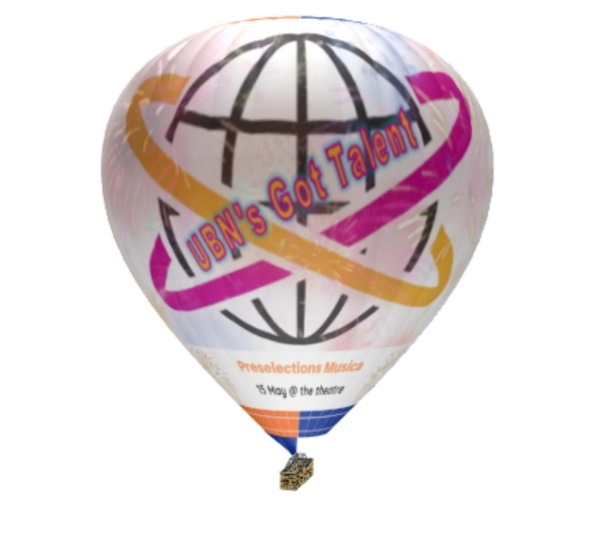 UBN's Got Talent
Preselections Musica
15 May @ the theatre